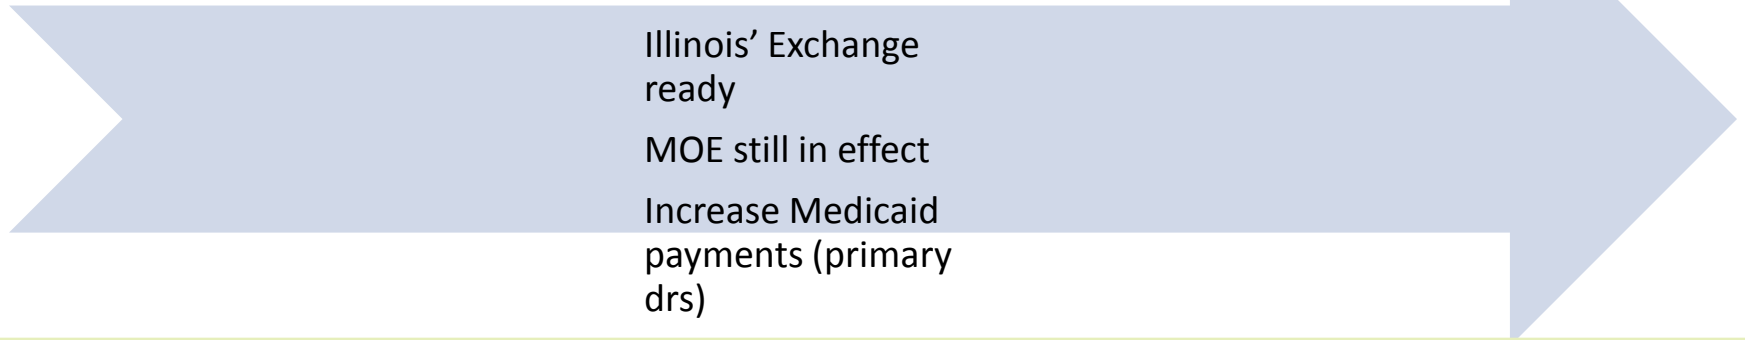 Illinois’ Exchange
ready
MOE still in effect
Increase Medicaid
payments (primary
drs)